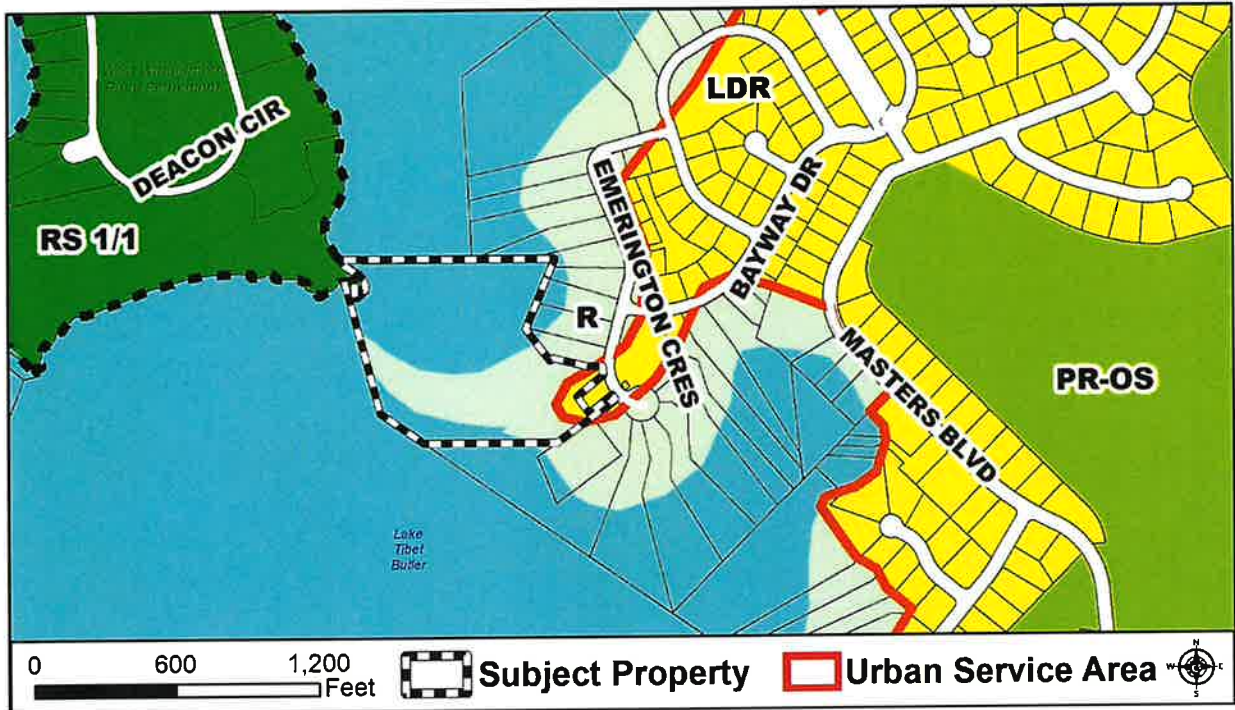 LDR
DEACON CIR
EMERINGTON CRES
BAYWAY DR
RS 1/1
R
MASTERS BLVD
PR-OS
Lake
Tibet
Butler
0 600 1,200
Feet
Subject Property
Urban Service Area
N
W E
S